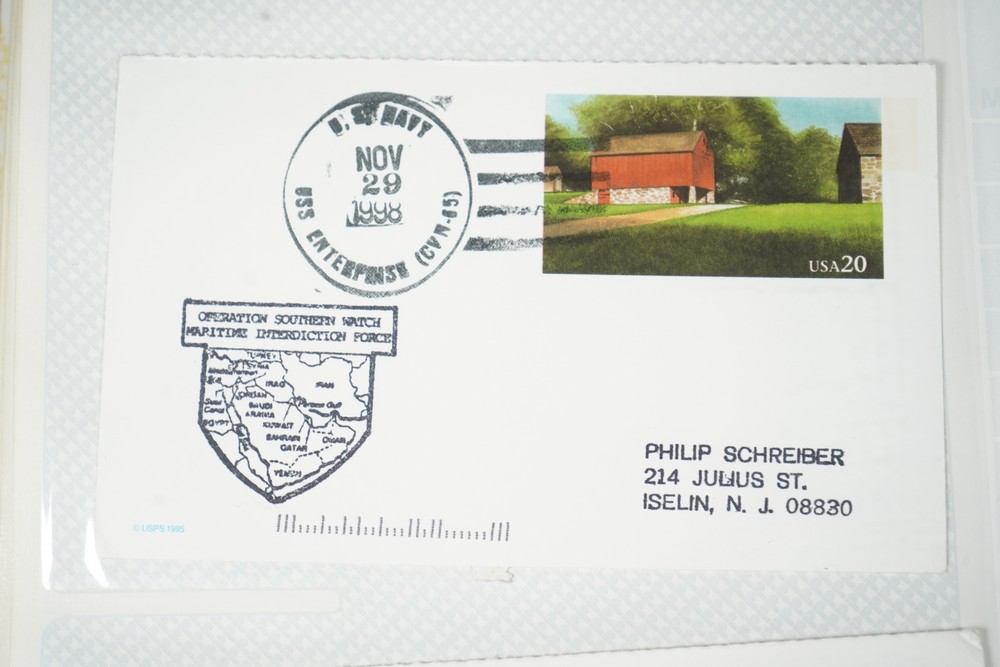 U.S. NAVY
NOV
29
1998
USS ENTERPRISE (CVN-65)
USA20
OPERATION SOUTHERN WATCH
MARITIME INTERDICTION FORCE
TURKEY
SYRIA
IRAQ
IRAN
JORDAN
Suez
Canal
Persian Gulf
SAUDI
ARABIA
EGYPT
KUWAIT
BAHRAIN
QATAR
OMAN
YEMEN
PHILIP SCHREIBER
214 JULIUS ST.
ISELIN, N. J. 08830
© USPS 1995